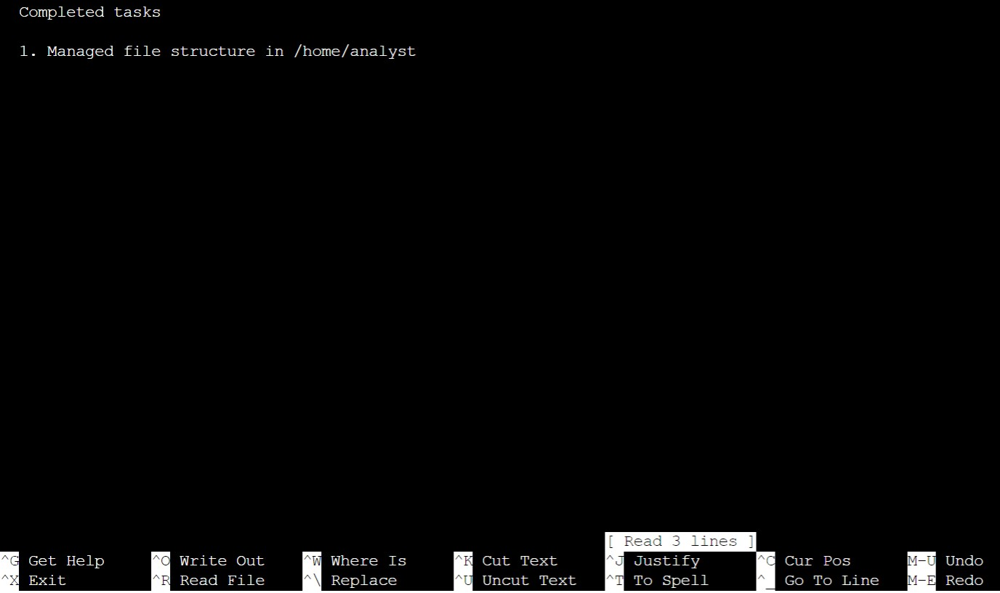 Completed tasks
1. Managed file structure in /home/analyst
[ Read 3 lines ]
^G Get Help ^O Write Out ^W Where Is ^K Cut Text ^J Justify ^C Cur Pos M-U Undo
^X Exit ^R Read File ^\ Replace ^U Uncut Text ^T To Spell ^_ Go To Line M-E Redo